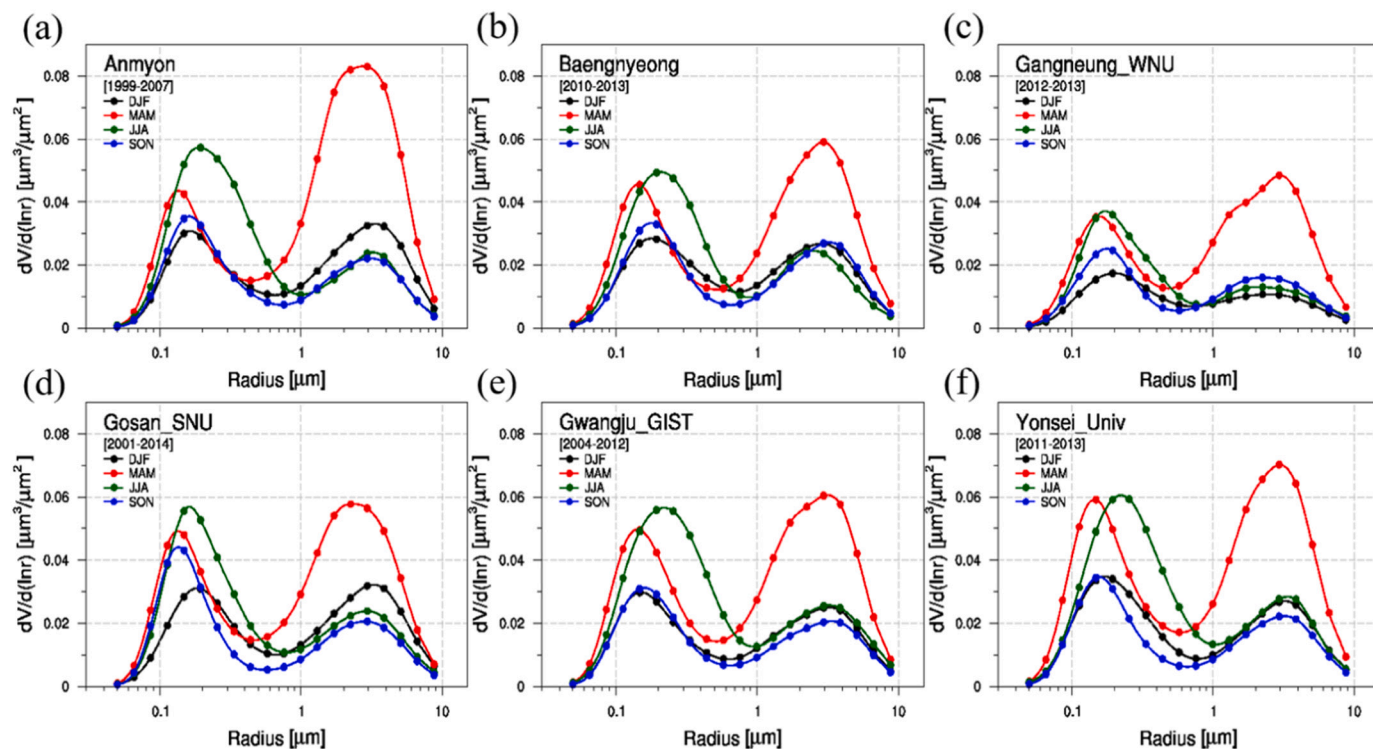 (a)
Anmyon
[1999-2007]
DJF
MAM
JJA
SON
dV/d(lnr) [μm³/μm²]
0.08
0.06
0.04
0.02
0
0.1
1
10
Radius [μm]
(b)
Baengnyeong
[2010-2013]
DJF
MAM
JJA
SON
dV/d(lnr) [μm³/μm²]
0.08
0.06
0.04
0.02
0
0.1
1
10
Radius [μm]
(c)
Gangneung_WNU
[2012-2013]
DJF
MAM
JJA
SON
dV/d(lnr) [μm³/μm²]
0.08
0.06
0.04
0.02
0
0.1
1
10
Radius [μm]
(d)
Gosan_SNU
[2001-2014]
DJF
MAM
JJA
SON
dV/d(lnr) [μm³/μm²]
0.08
0.06
0.04
0.02
0
0.1
1
10
Radius [μm]
(e)
Gwangju_GIST
[2004-2012]
DJF
MAM
JJA
SON
dV/d(lnr) [μm³/μm²]
0.08
0.06
0.04
0.02
0
0.1
1
10
Radius [μm]
(f)
Yonsei_Univ
[2011-2013]
DJF
MAM
JJA
SON
dV/d(lnr) [μm³/μm²]
0.08
0.06
0.04
0.02
0
0.1
1
10
Radius [μm]